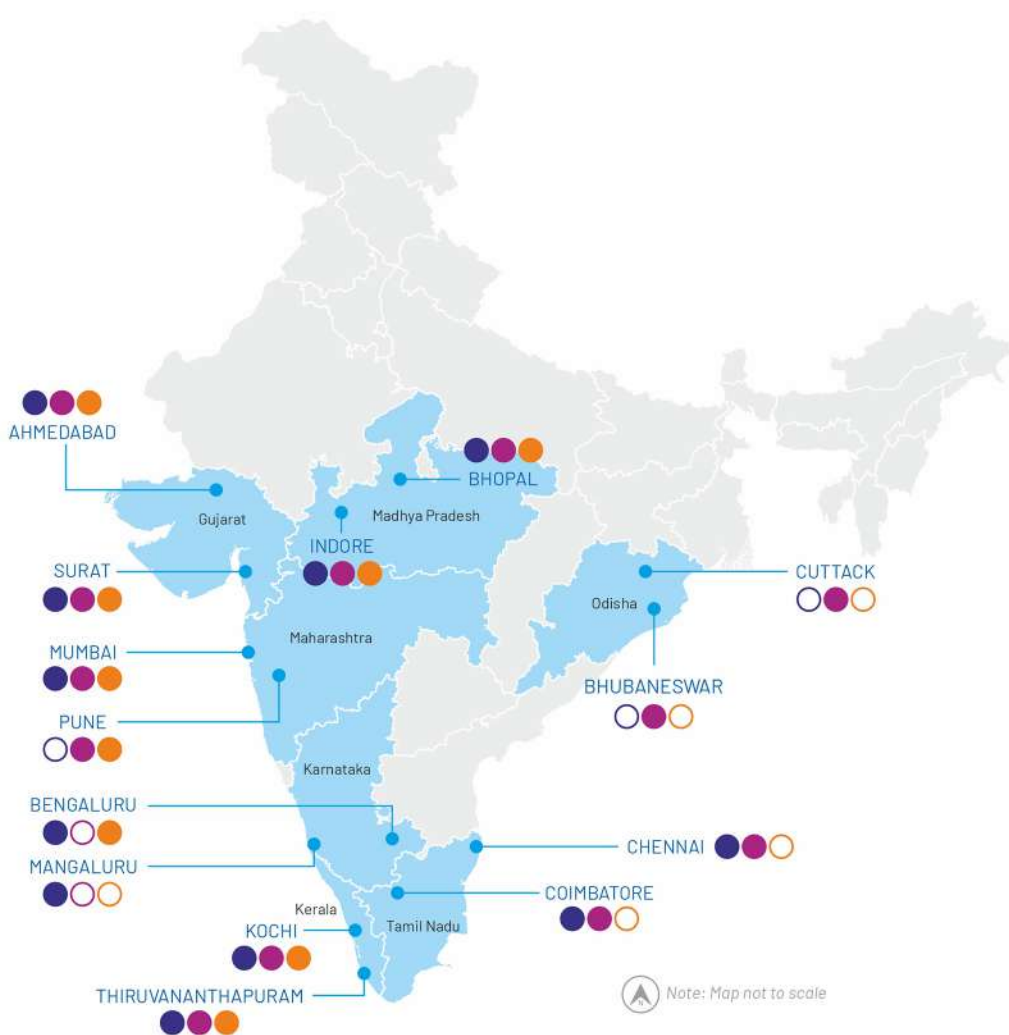 AHMEDABAD
BHOPAL
Gujarat
Madhya Pradesh
INDORE
SURAT
CUTTACK
Odisha
Maharashtra
MUMBAI
BHUBANESWAR
PUNE
Karnataka
BENGALURU
CHENNAI
MANGALURU
COIMBATORE
Kerala
Tamil Nadu
KOCHI
THIRUVANANTHAPURAM
N
Note: Map not to scale